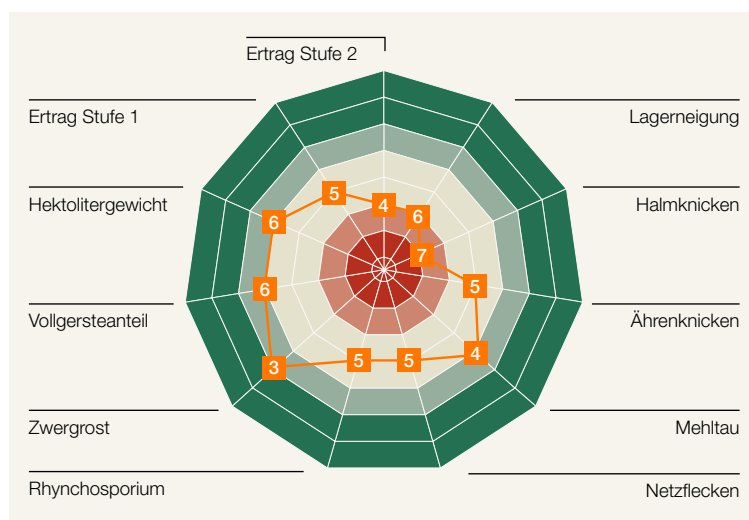 Ertrag Stufe 2
Ertrag Stufe 1
Lagerneigung
Hektolitergewicht
Halmknicken
5
4
6
6
7
6
5
Vollgersteanteil
Ährenknicken
3
5
5
4
Zwergrost
Mehltau
Rhynchosporium
Netzflecken